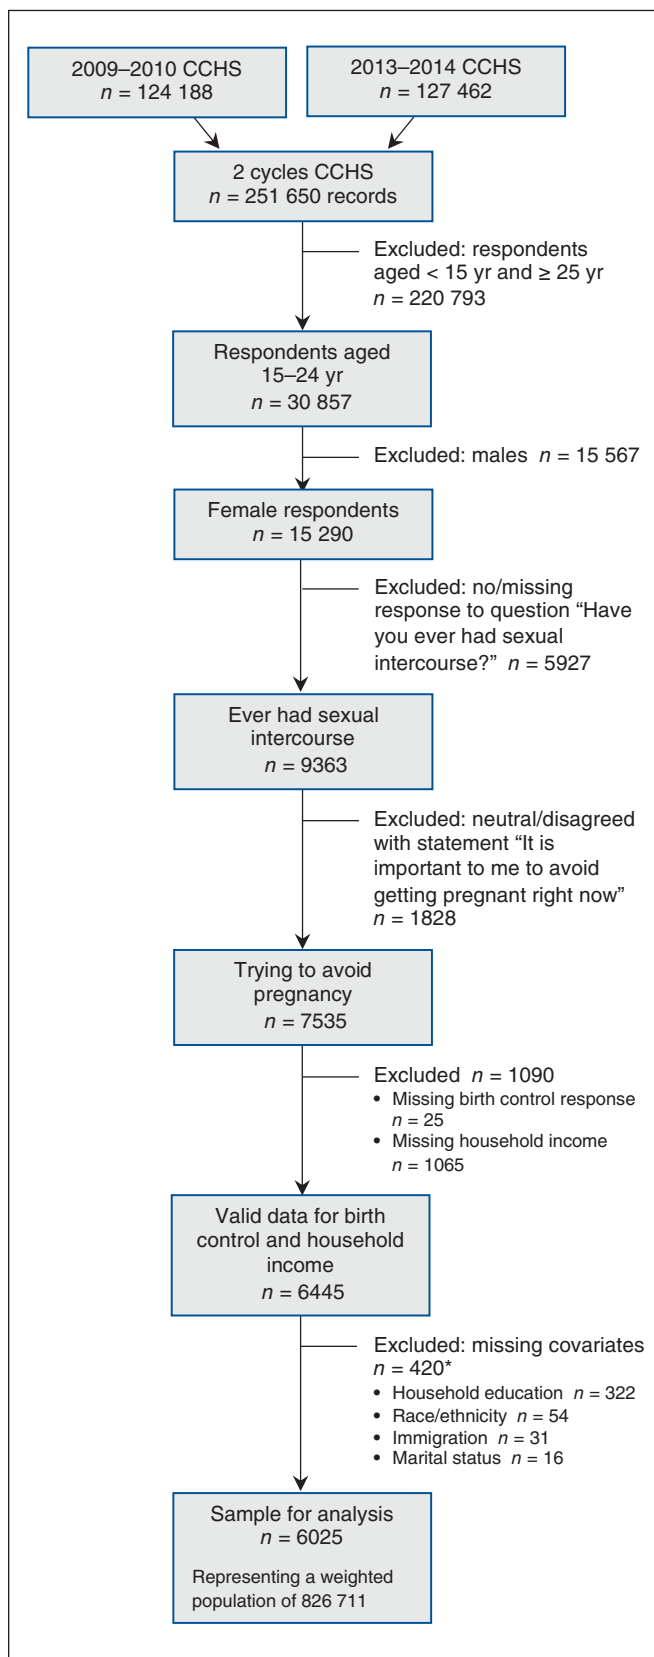 2009–2010 CCHS
n = 124 188
2013–2014 CCHS
n = 127 462
2 cycles CCHS
n = 251 650 records
Excluded: respondents
aged < 15 yr and ≥ 25 yr
n = 220 793
Respondents aged
15–24 yr
n = 30 857
Excluded: males n = 15 567
Female respondents
n = 15 290
Excluded: no/missing
response to question “Have
you ever had sexual
intercourse?” n = 5927
Ever had sexual
intercourse
n = 9363
Excluded: neutral/disagreed
with statement “It is
important to me to avoid
getting pregnant right now”
n = 1828
Trying to avoid
pregnancy
n = 7535
Excluded n = 1090
• Missing birth control response
n = 25
• Missing household income
n = 1065
Valid data for birth
control and household
income
n = 6445
Excluded: missing covariates
n = 420*
• Household education n = 322
• Race/ethnicity n = 54
• Immigration n = 31
• Marital status n = 16
Sample for analysis
n = 6025
Representing a weighted
population of 826 711